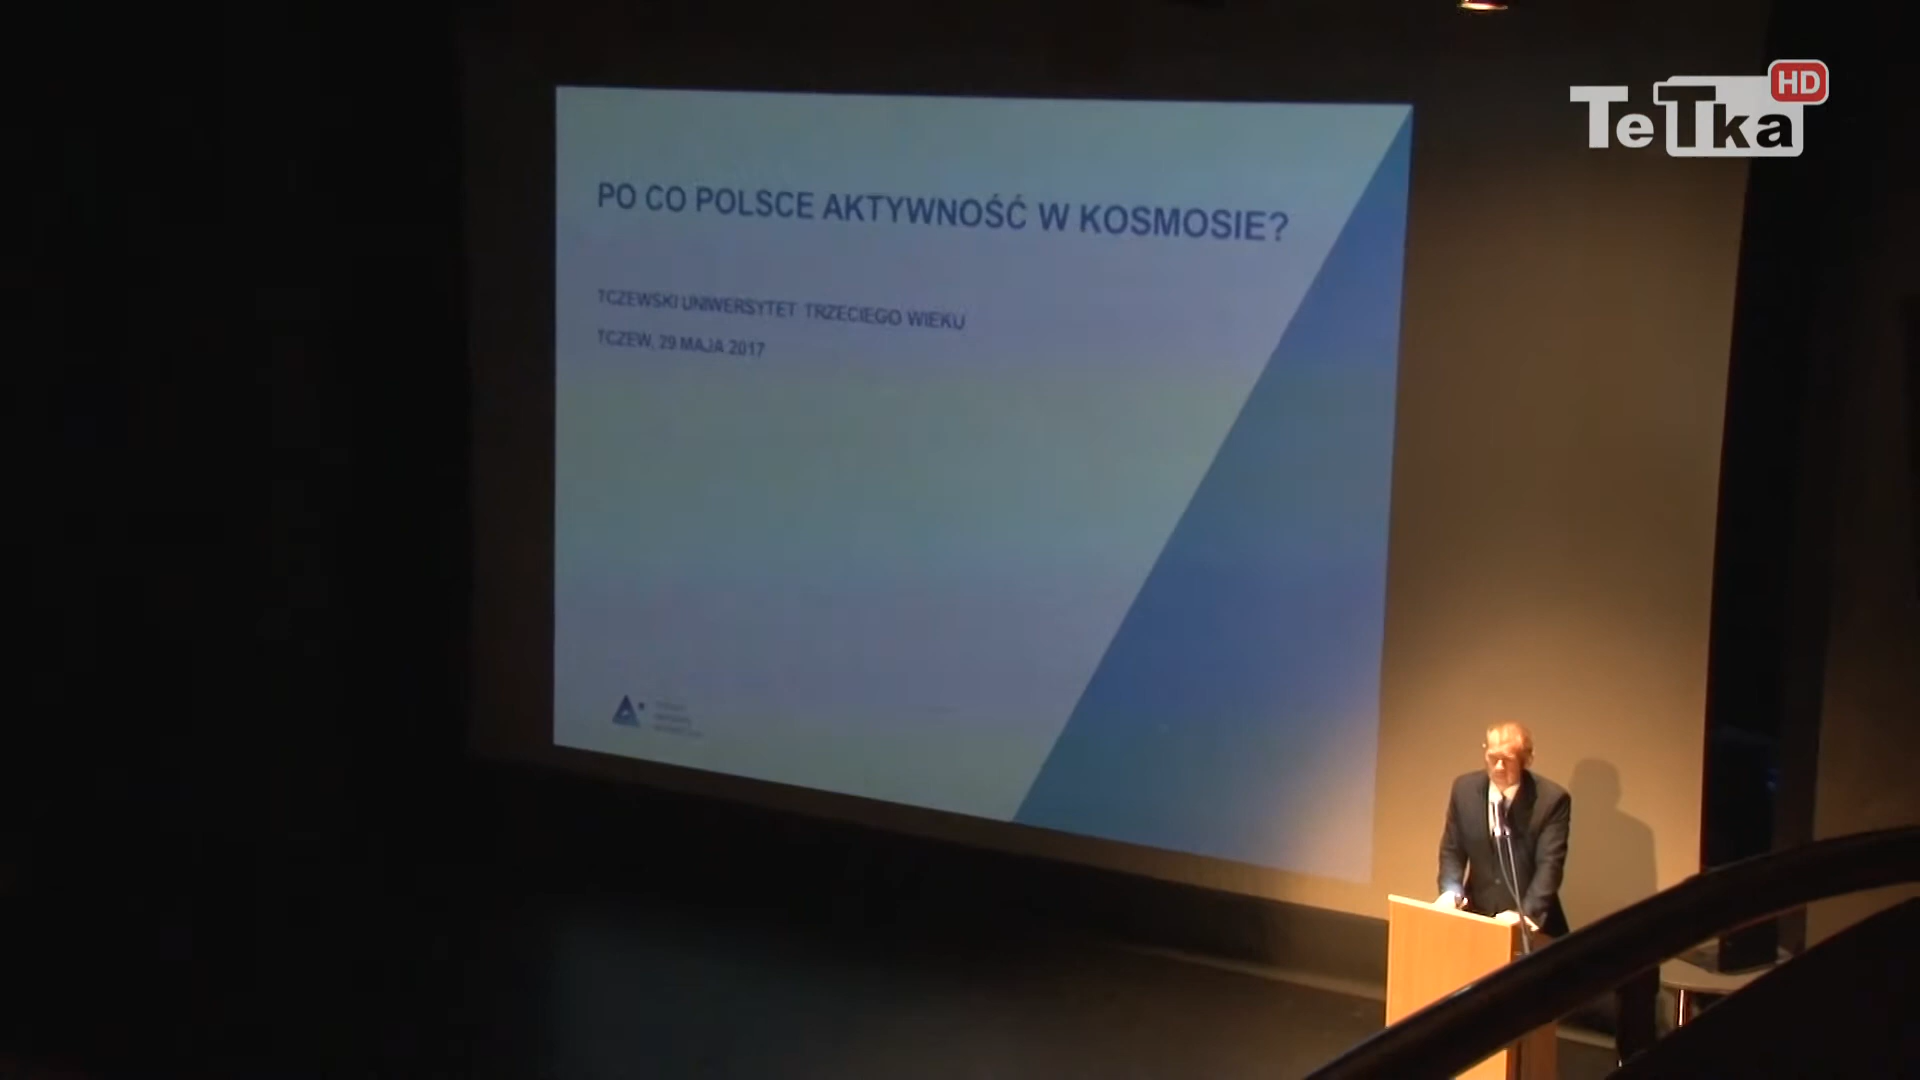 TeTka HD
PO CO POLSCE AKTYWNOŚĆ W KOSMOSIE?
TCZEWSKI UNIWERSYTET TRZECIEGO WIEKU
TCZEW, 29 MAJA 2017